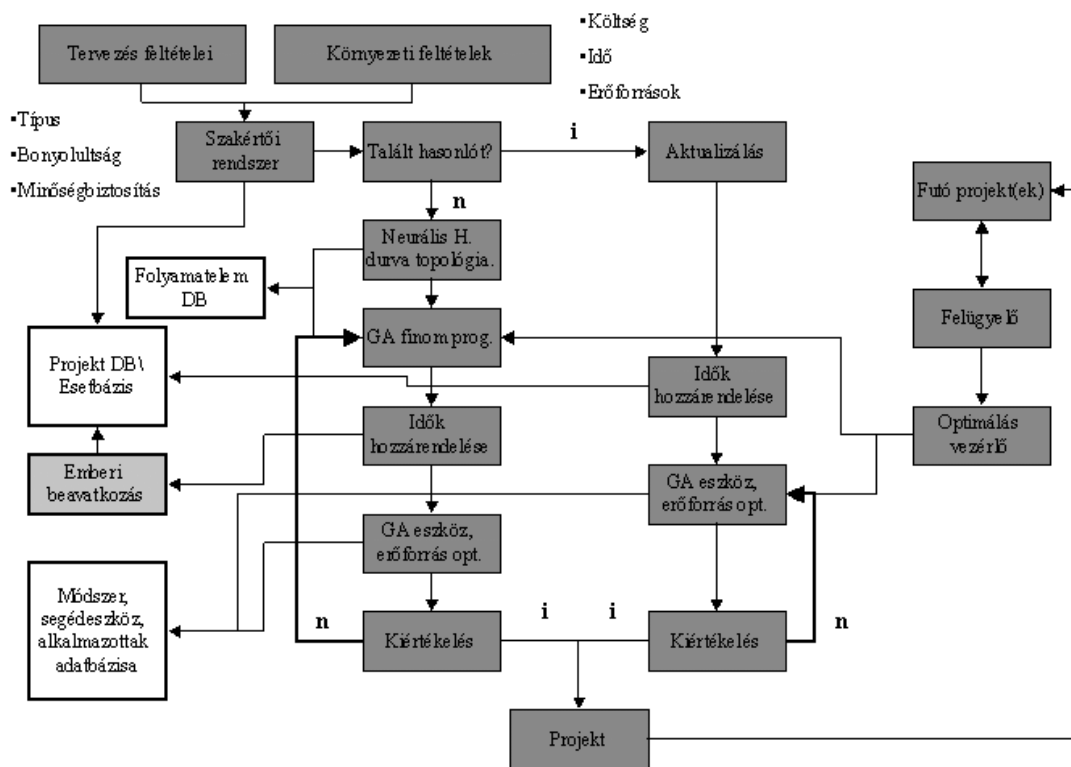 Tervezés feltételei
Környezeti feltételek
▪Költség
▪Idő
▪Erőforrások
▪Típus
▪Bonyolultság
▪Minőségbiztosítás
Szakértői
rendszer
Talált hasonlót?
i
Aktualizálás
n
Futó projekt(ek)
Neurális H.
durva topológia.
Folyamatelem
DB
GA finom prog.
Felügyelő
Projekt DB\
Esetbázis
Idők
hozzárendelése
Idők
hozzárendelése
Optimálás
vezérlő
Emberi
beavatkozás
GA eszköz,
erőforrás opt.
GA eszköz,
erőforrás opt.
Módszer,
segédeszköz,
alkalmazottak
adatbázisa
n
Kiértékelés
i
i
Kiértékelés
n
Projekt